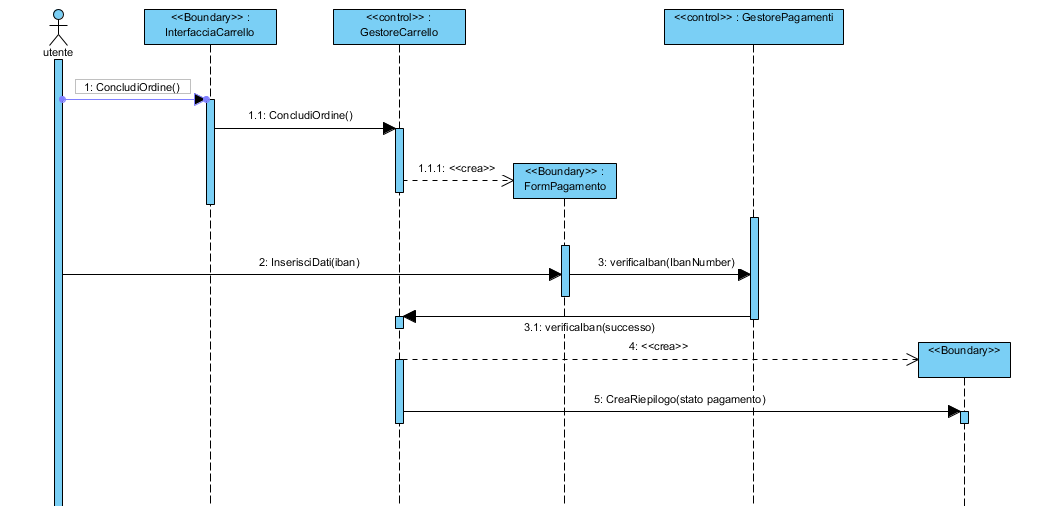 <<Boundary>> :
InterfacciaCarrello
<<control>> :
GestoreCarrello
<<control>> : GestorePagamenti
utente
1: ConcludiOrdine()
1.1: ConcludiOrdine()
1.1.1: <<crea>>
<<Boundary>> :
FormPagamento
2: InserisciDati(iban)
3: verificaIban(IbanNumber)
3.1: verificaIban(successo)
4: <<crea>>
<<Boundary>>
5: CreaRiepilogo(stato pagamento)